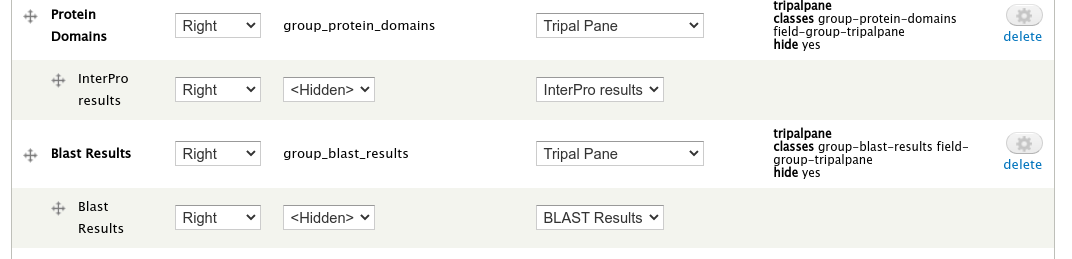 Protein
Domains
Right
group_protein_domains
Tripal Pane
tripalpane
classes group-protein-domains
field-group-tripalpane
hide yes
delete
InterPro
results
Right
<Hidden>
InterPro results
Blast Results
Right
group_blast_results
Tripal Pane
tripalpane
classes group-blast-results field-
group-tripalpane
hide yes
delete
Blast
Results
Right
<Hidden>
BLAST Results